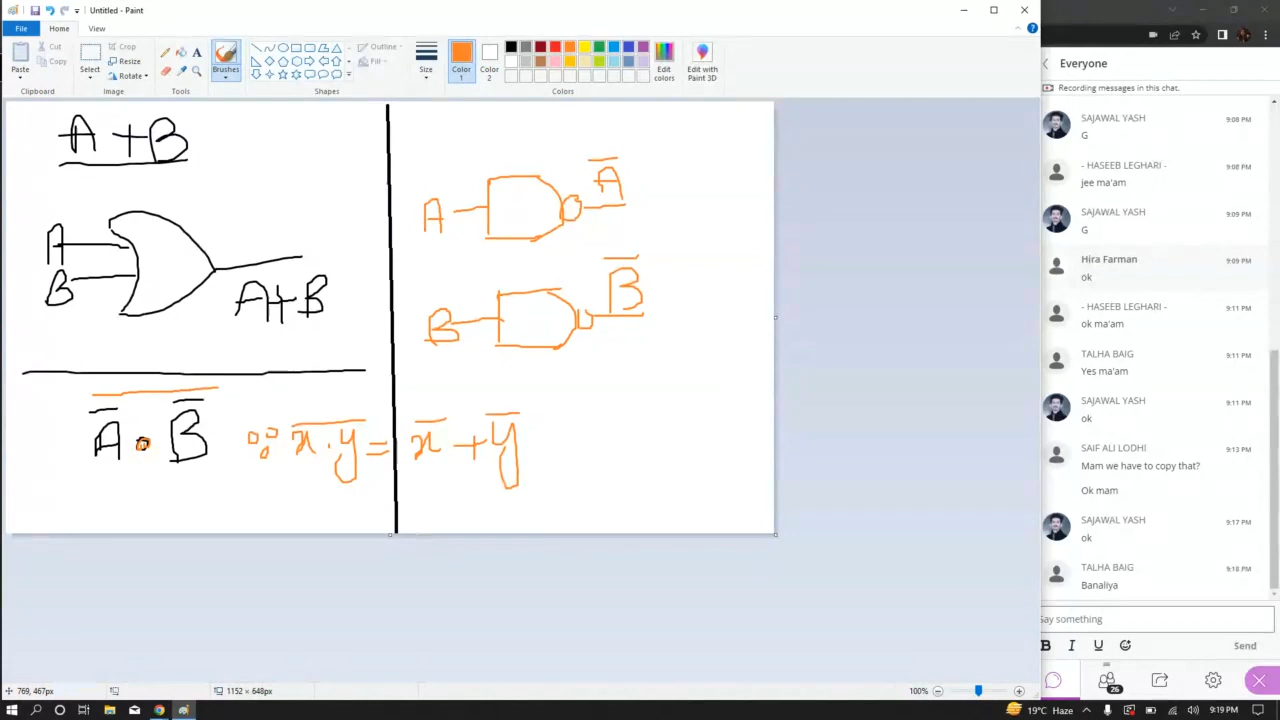 Untitled - Paint
File Home View
Paste Cut Copy Clipboard
Select Crop Resize Rotate Image
Tools
Brushes
Outline Fill Shapes
Size
Color 1 Color 2
Edit colors
Edit with Paint 3D
Colors
A + B
A
B
A+B
A̅
A
B̅
B
A̅ • B̅ (overlined) ∵ x̅.̅y̅ = x̅ + y̅
769, 467px
1152 × 648px
100%
Everyone
Recording messages in this chat.
SAJAWAL YASH 9:08 PM
G
- HASEEB LEGHARI - 9:08 PM
jee ma'am
SAJAWAL YASH 9:09 PM
G
Hira Farman 9:09 PM
ok
- HASEEB LEGHARI - 9:11 PM
ok ma'am
TALHA BAIG 9:11 PM
Yes ma'am
SAJAWAL YASH 9:11 PM
ok
SAIF ALI LODHI 9:13 PM
Mam we have to copy that?
Ok mam
SAJAWAL YASH 9:17 PM
ok
TALHA BAIG 9:18 PM
Banaliya
Say something
B I U Send
26
19°C Haze 9:19 PM